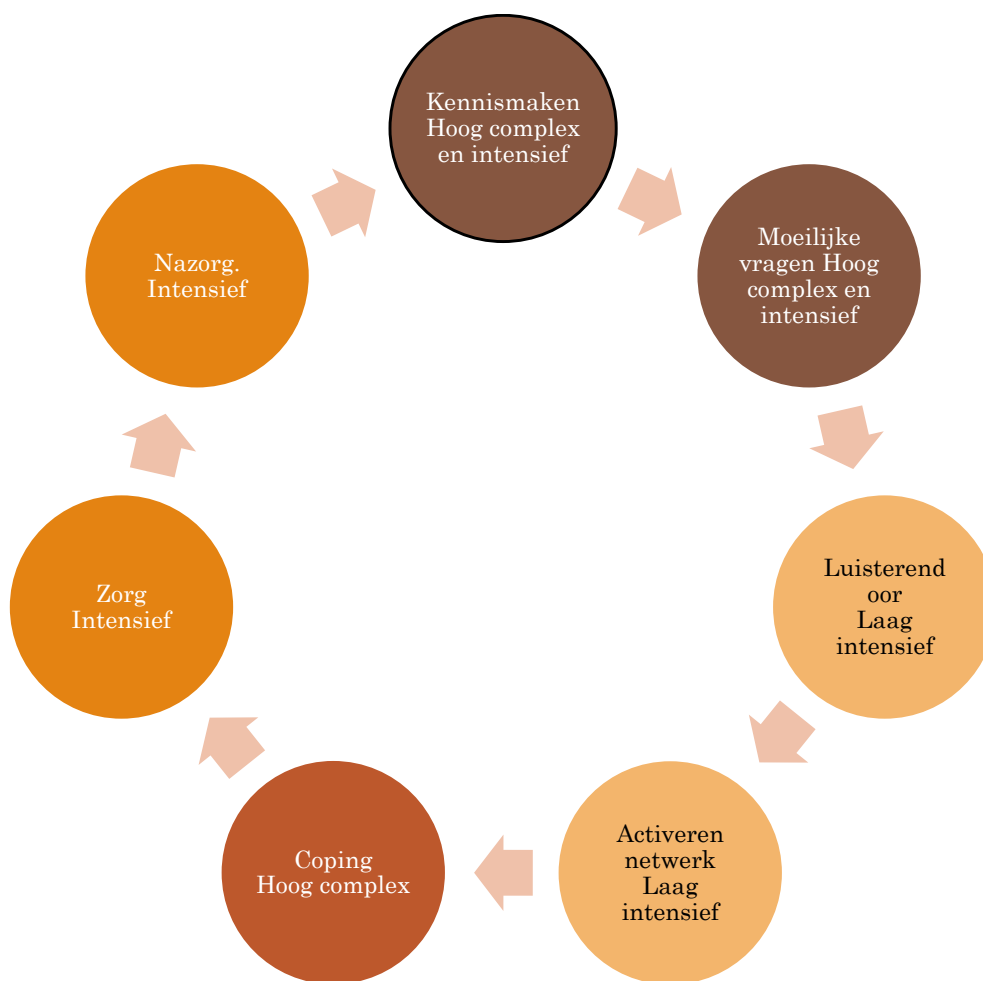 Kennismaken
Hoog complex
en intensief
Moeilijke
vragen Hoog
complex en
intensief
Luisterend
oor
Laag
intensief
Activeren
netwerk
Laag
intensief
Coping
Hoog complex
Zorg
Intensief
Nazorg.
Intensief